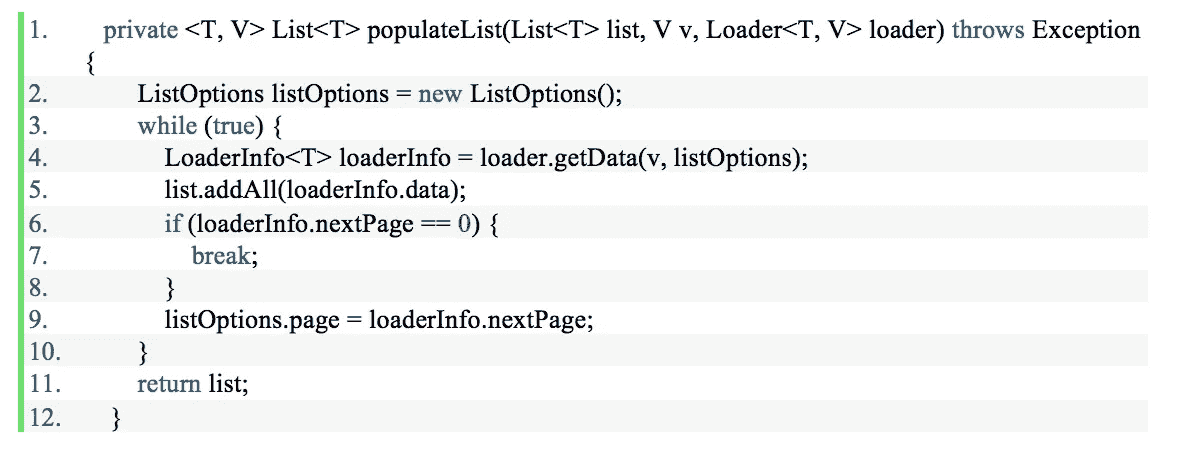 1. private <T, V> List<T> populateList(List<T> list, V v, Loader<T, V> loader) throws Exception
{
2. ListOptions listOptions = new ListOptions();
3. while (true) {
4. LoaderInfo<T> loaderInfo = loader.getData(v, listOptions);
5. list.addAll(loaderInfo.data);
6. if (loaderInfo.nextPage == 0) {
7. break;
8. }
9. listOptions.page = loaderInfo.nextPage;
10. }
11. return list;
12. }